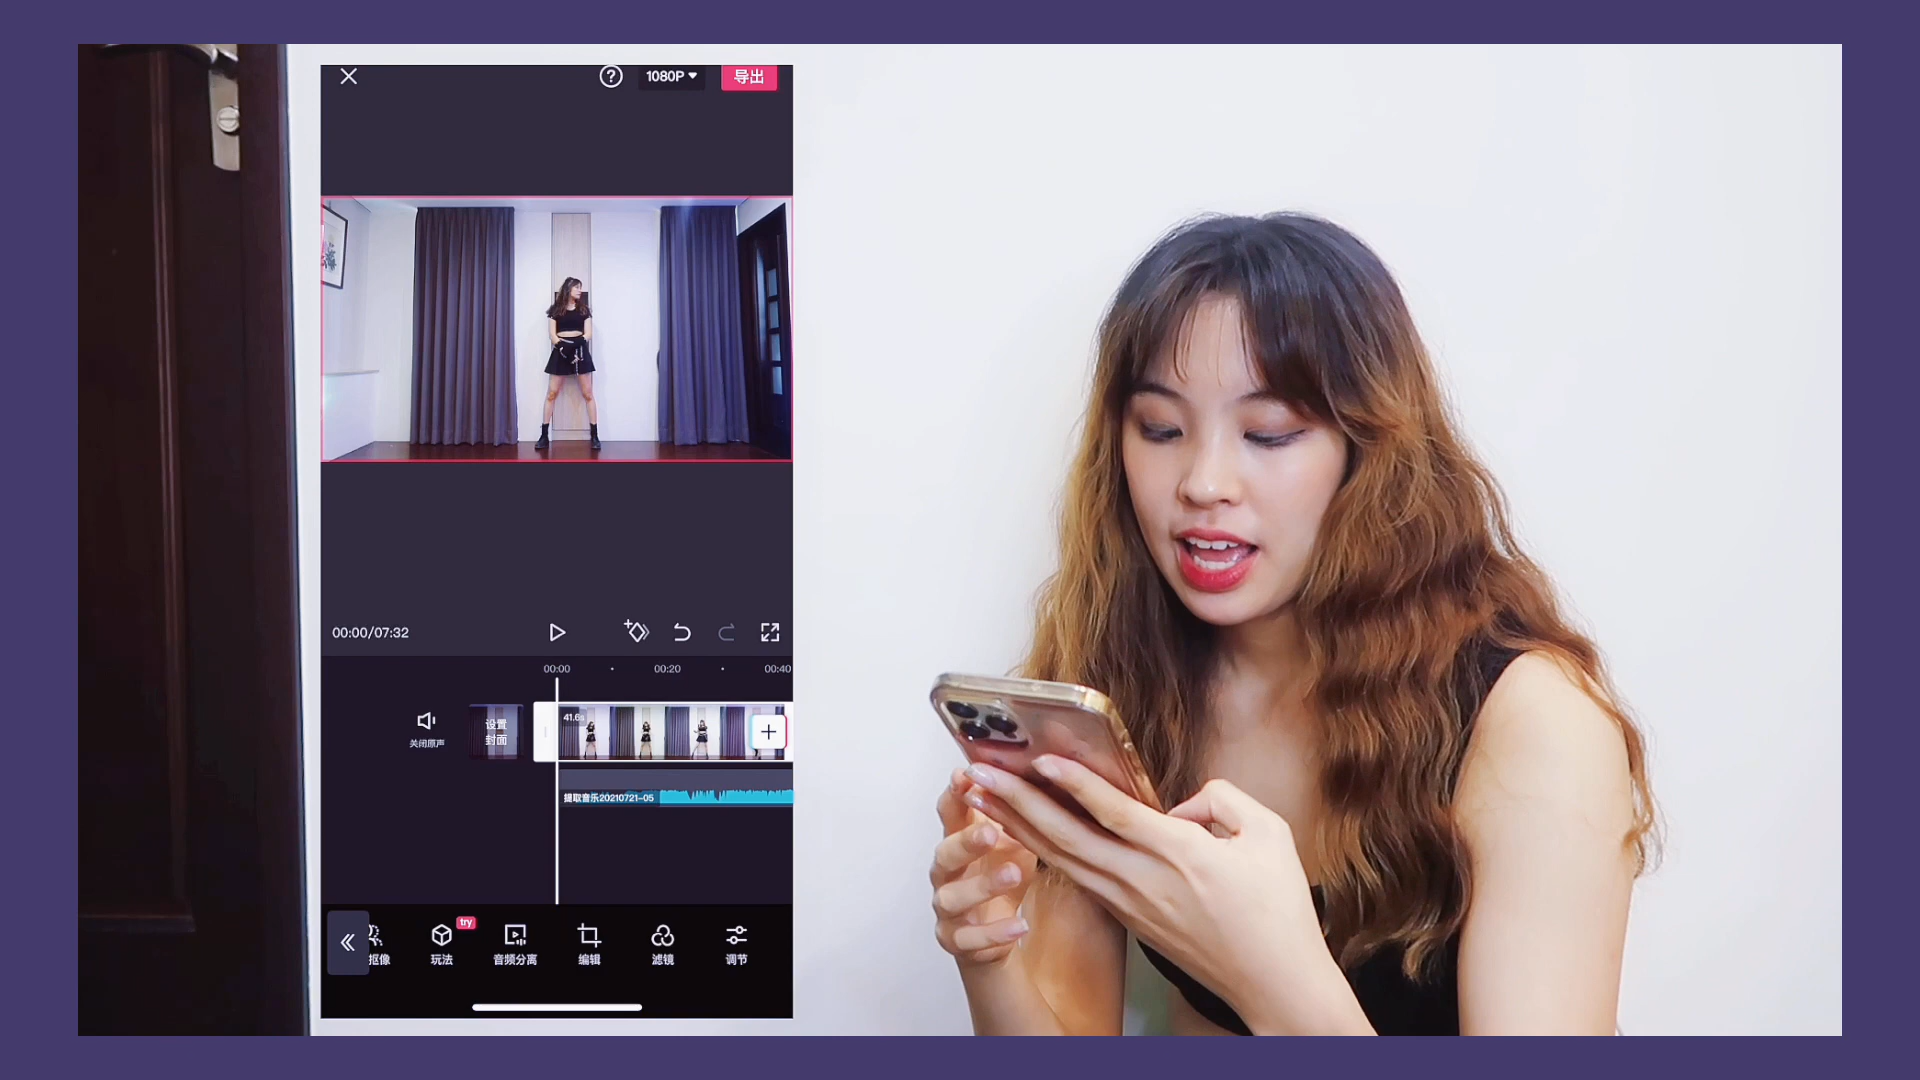 1080P
导出
00:00/07:32
00:00
00:20
00:40
关闭原声
设置
封面
41.6s
提取音乐20210721-05
抠像
try
玩法
音频分离
编辑
滤镜
调节